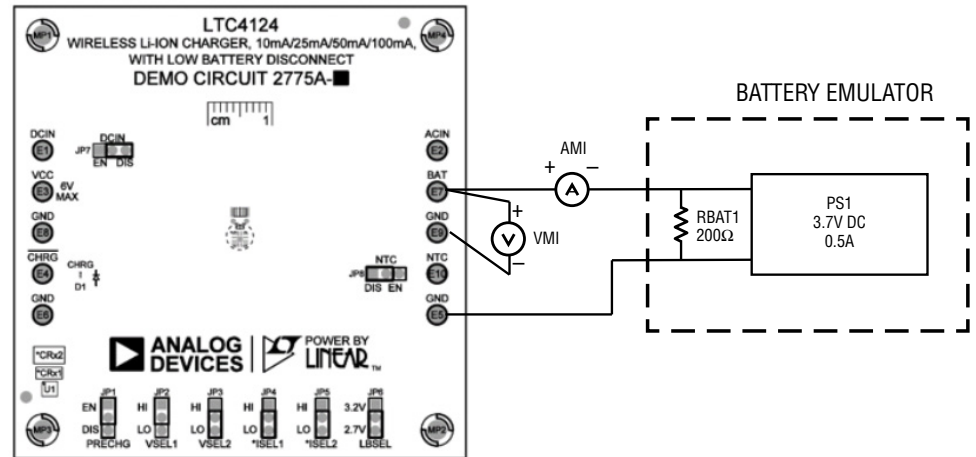 MP1
MP4
LTC4124
WIRELESS Li-ION CHARGER, 10mA/25mA/50mA/100mA,
WITH LOW BATTERY DISCONNECT
DEMO CIRCUIT 2775A-
cm 1
DCIN
E1
JP7
DCIN
EN DIS
VCC
E3
6V
MAX
GND
E8
CHRG
E4
CHRG
D1
GND
E6
ACIN
E2
BAT
E7
GND
E9
NTC
E10
JP8
NTC
DIS EN
GND
E5
AMI
+ −
A
+
V
VMI
−
BATTERY EMULATOR
RBAT1
200Ω
PS1
3.7V DC
0.5A
ANALOG
DEVICES
LT
POWER BY
LINEAR™
*CRx2
*CRx1
U1
JP1 JP2 JP3 JP4 JP5 JP6
EN HI HI HI HI 3.2V
DIS LO LO LO LO 2.7V
PRECHG VSEL1 VSEL2 *ISEL1 *ISEL2 LBSEL
MP3
MP2